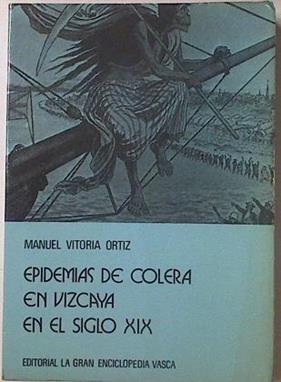 MANUEL VITORIA ORTIZ
EPIDEMIAS DE COLERA
EN VIZCAYA
EN EL SIGLO XIX
EDITORIAL LA GRAN ENCICLOPEDIA VASCA